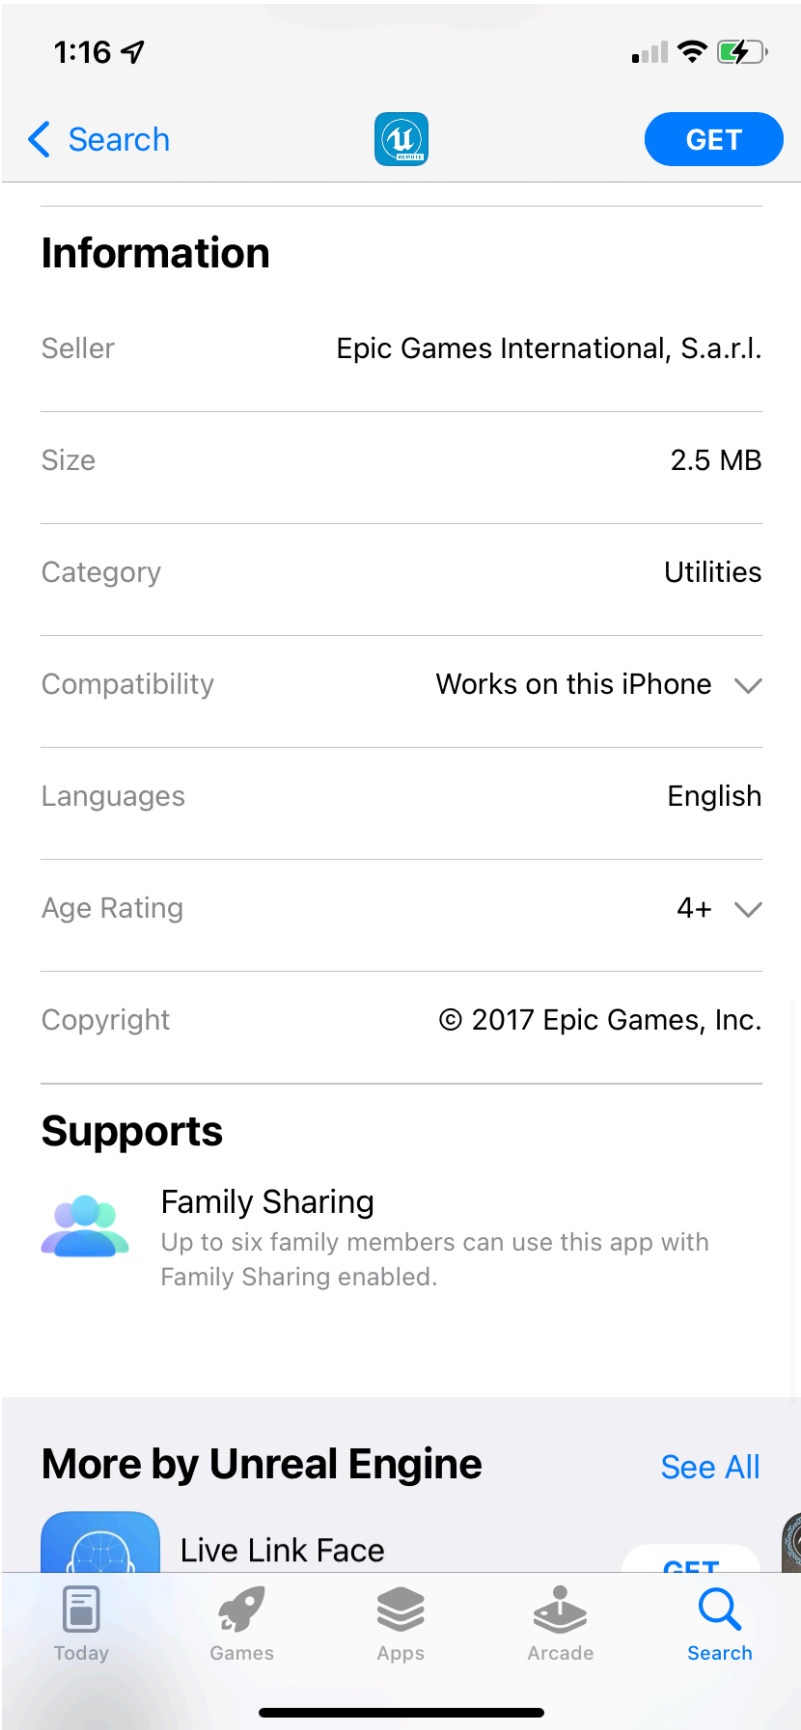 1:16
Search
REMOTE
GET
Information
Seller
Epic Games International, S.a.r.l.
Size
2.5 MB
Category
Utilities
Compatibility
Works on this iPhone
Languages
English
Age Rating
4+
Copyright
© 2017 Epic Games, Inc.
Supports
Family Sharing
Up to six family members can use this app with
Family Sharing enabled.
More by Unreal Engine
See All
Live Link Face
GET
Today
Games
Apps
Arcade
Search